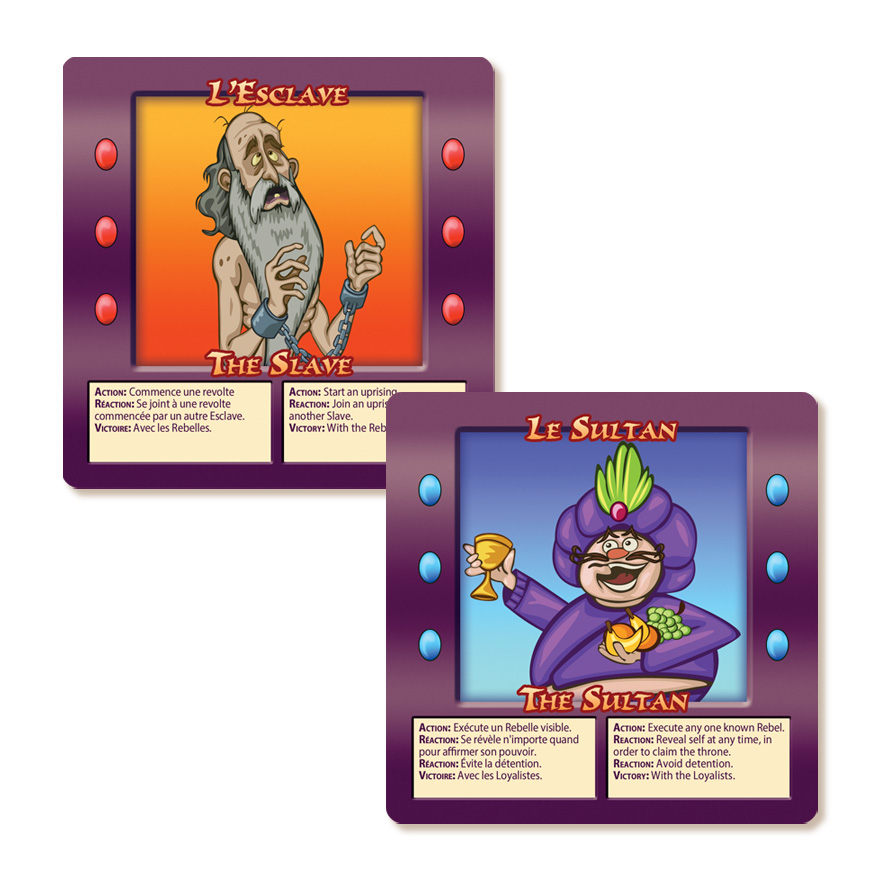 L'Esclave
The Slave
Action: Commence une revolte
Réaction: Se joint à une revolte
commencée par un autre Esclave.
Victoire: Avec les Rebelles.
Action: Start an uprising
Reaction: Join an
another Slave.
Victory: With the
Le Sultan
The Sultan
Action: Exécute un Rebelle visible.
Réaction: Se révèle n'importe quand
pour affirmer son pouvoir.
Réaction: Évite la détention.
Victoire: Avec les Loyalistes.
Action: Execute any one known Rebel.
Reaction: Reveal self at any time, in
order to claim the throne.
Reaction: Avoid detention.
Victory: With the Loyalists.